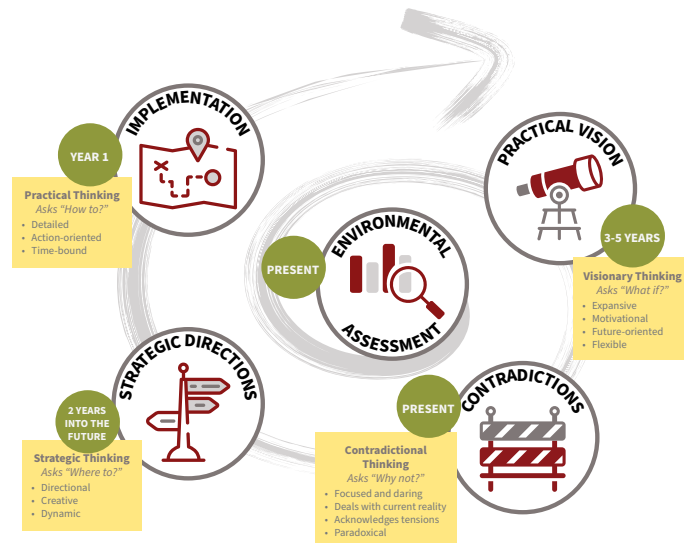 ENVIRONMENTAL
ASSESSMENT
PRESENT
PRACTICAL VISION
3-5 YEARS
Visionary Thinking
Asks “What if?”
• Expansive
• Motivational
• Future-oriented
• Flexible
CONTRADICTIONS
PRESENT
Contradictional
Thinking
Asks “Why not?”
• Focused and daring
• Deals with current reality
• Acknowledges tensions
• Paradoxical
STRATEGIC DIRECTIONS
2 YEARS
INTO THE
FUTURE
Strategic Thinking
Asks “Where to?”
• Directional
• Creative
• Dynamic
IMPLEMENTATION
YEAR 1
Practical Thinking
Asks “How to?”
• Detailed
• Action-oriented
• Time-bound